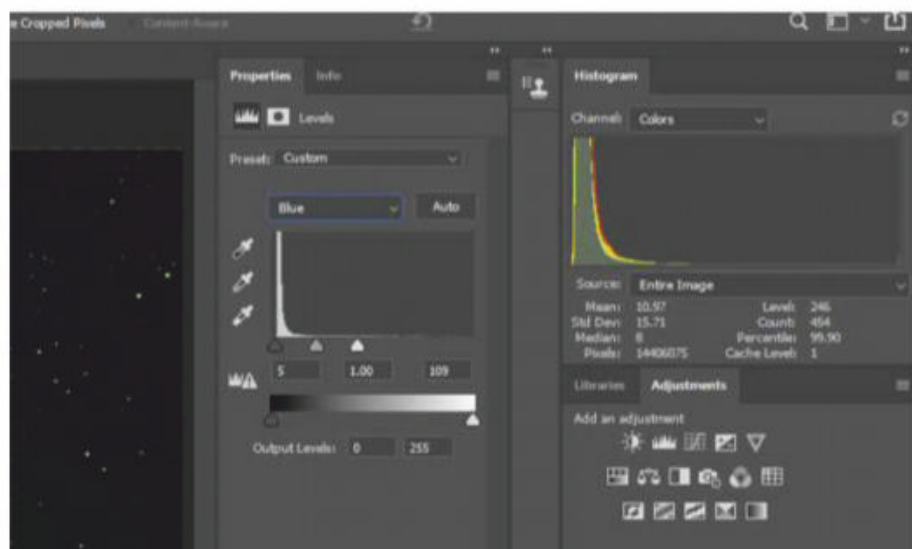 e Cropped Pixels Content-Aware
Properties Info
Levels
Preset: Custom
Blue Auto
5 1.00 109
Output Levels: 0 255
Histogram
Channel: Colors
Source: Entire Image
Mean: 10.97 Level: 246
Std Dev: 15.71 Count: 454
Median: 8 Percentile: 99.90
Pixels: 14406075 Cache Level: 1
Libraries Adjustments
Add an adjustment